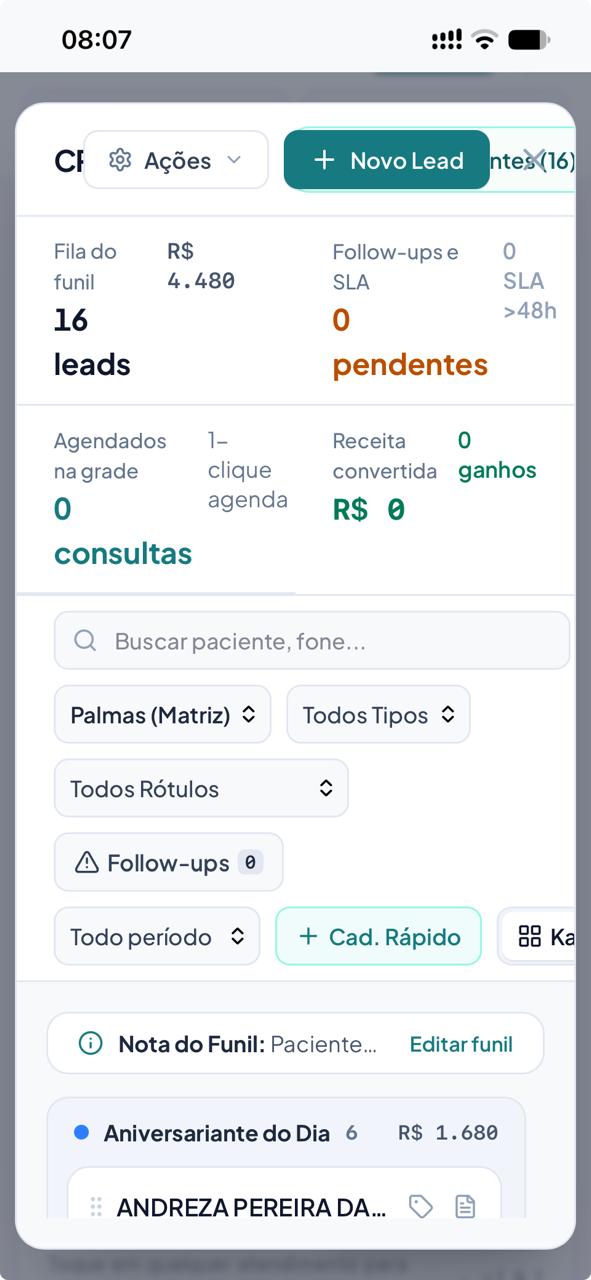 08:07
CR
Ações
Novo Lead
ntes (16)
Fila do
funil
R$
4.480
16
leads
Follow-ups e
SLA
0
SLA
>48h
0
pendentes
Agendados
na grade
1-
clique
agenda
0
consultas
Receita
convertida
0
ganhos
R$ 0
Buscar paciente, fone...
Palmas (Matriz)
Todos Tipos
Todos Rótulos
Follow-ups 0
Todo período
Cad. Rápido
Ka
Nota do Funil: Paciente...
Editar funil
Aniversariante do Dia 6 R$ 1.680
ANDREZA PEREIRA DA...